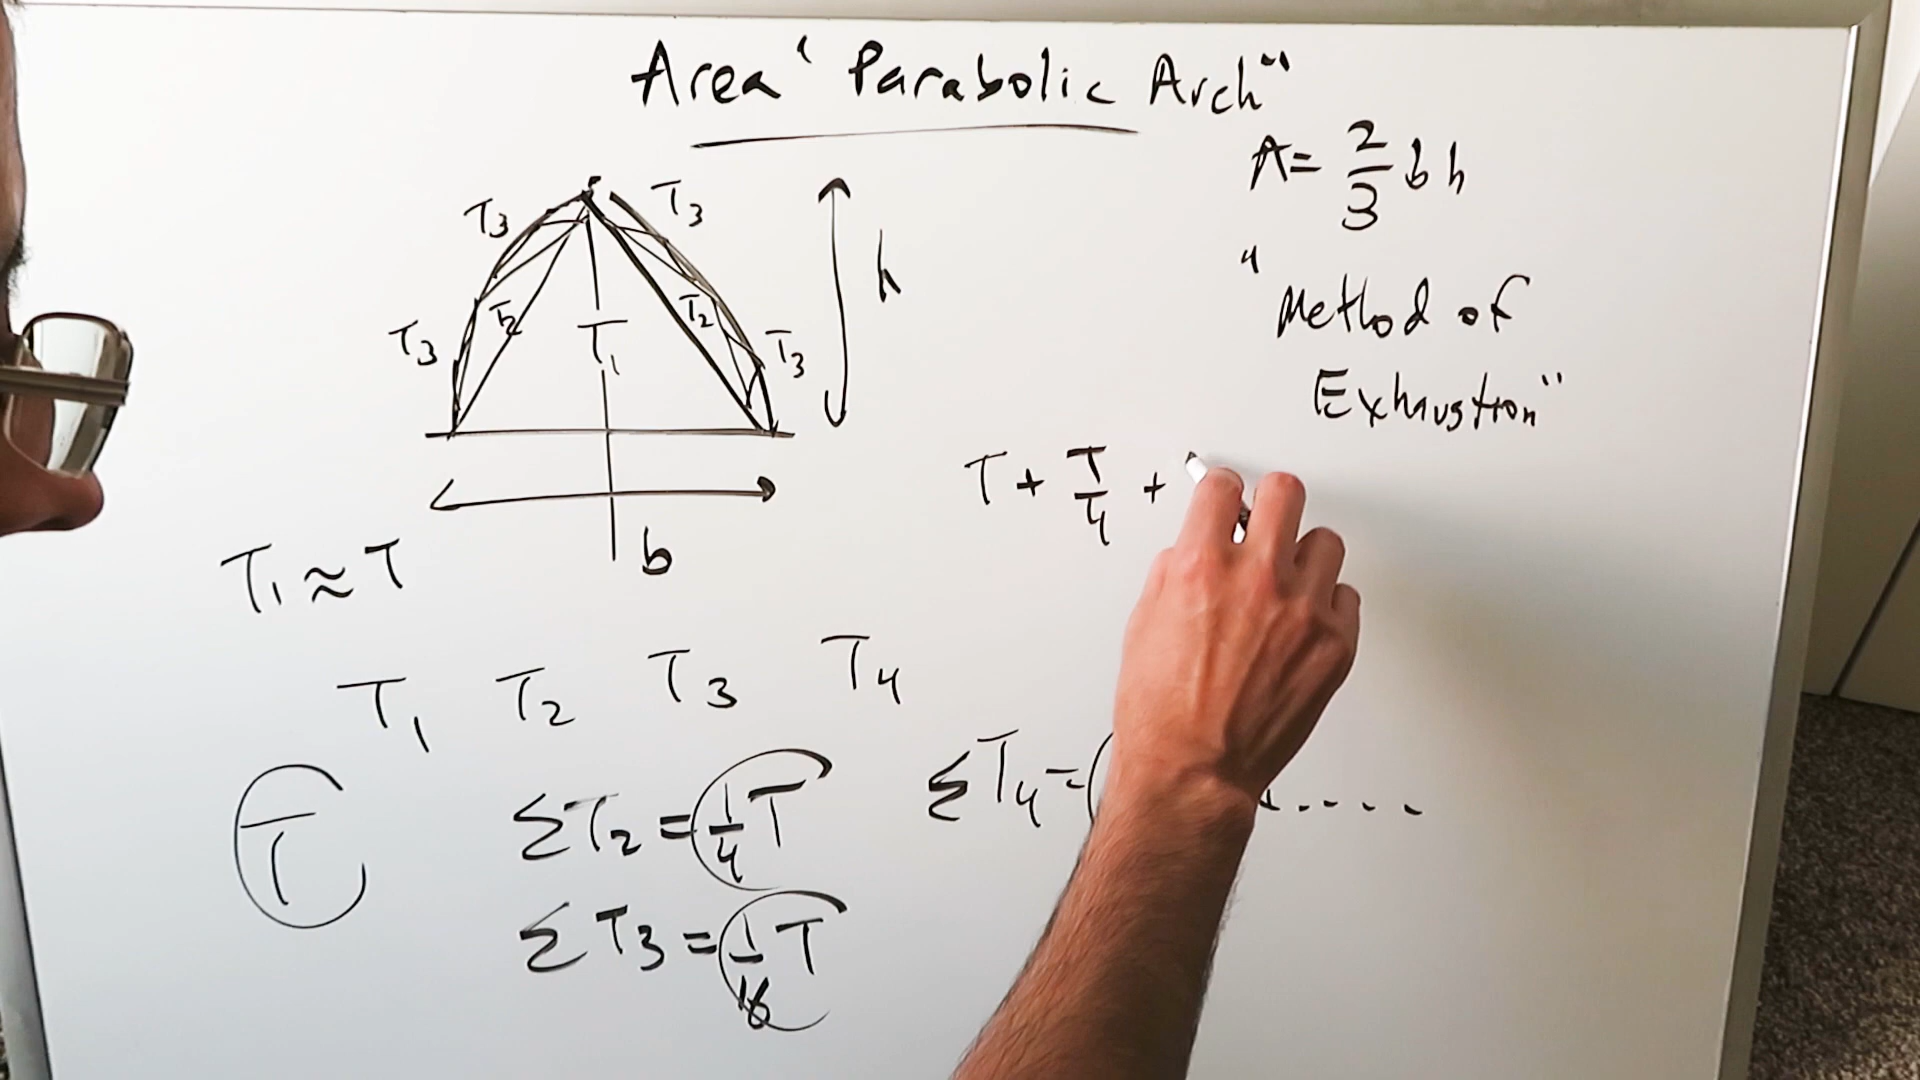 Area "Parabolic Arch"
A = 2/3 b h
"Method of
Exhaustion"
T3 T3
h
T2 T2
T3 T1 T3
T + T/4 +
b
T1 ≈ T
T1 T2 T3 T4
T
ΣT2 = 1/4 T
ΣT4 = .....
ΣT3 = 1/16 T